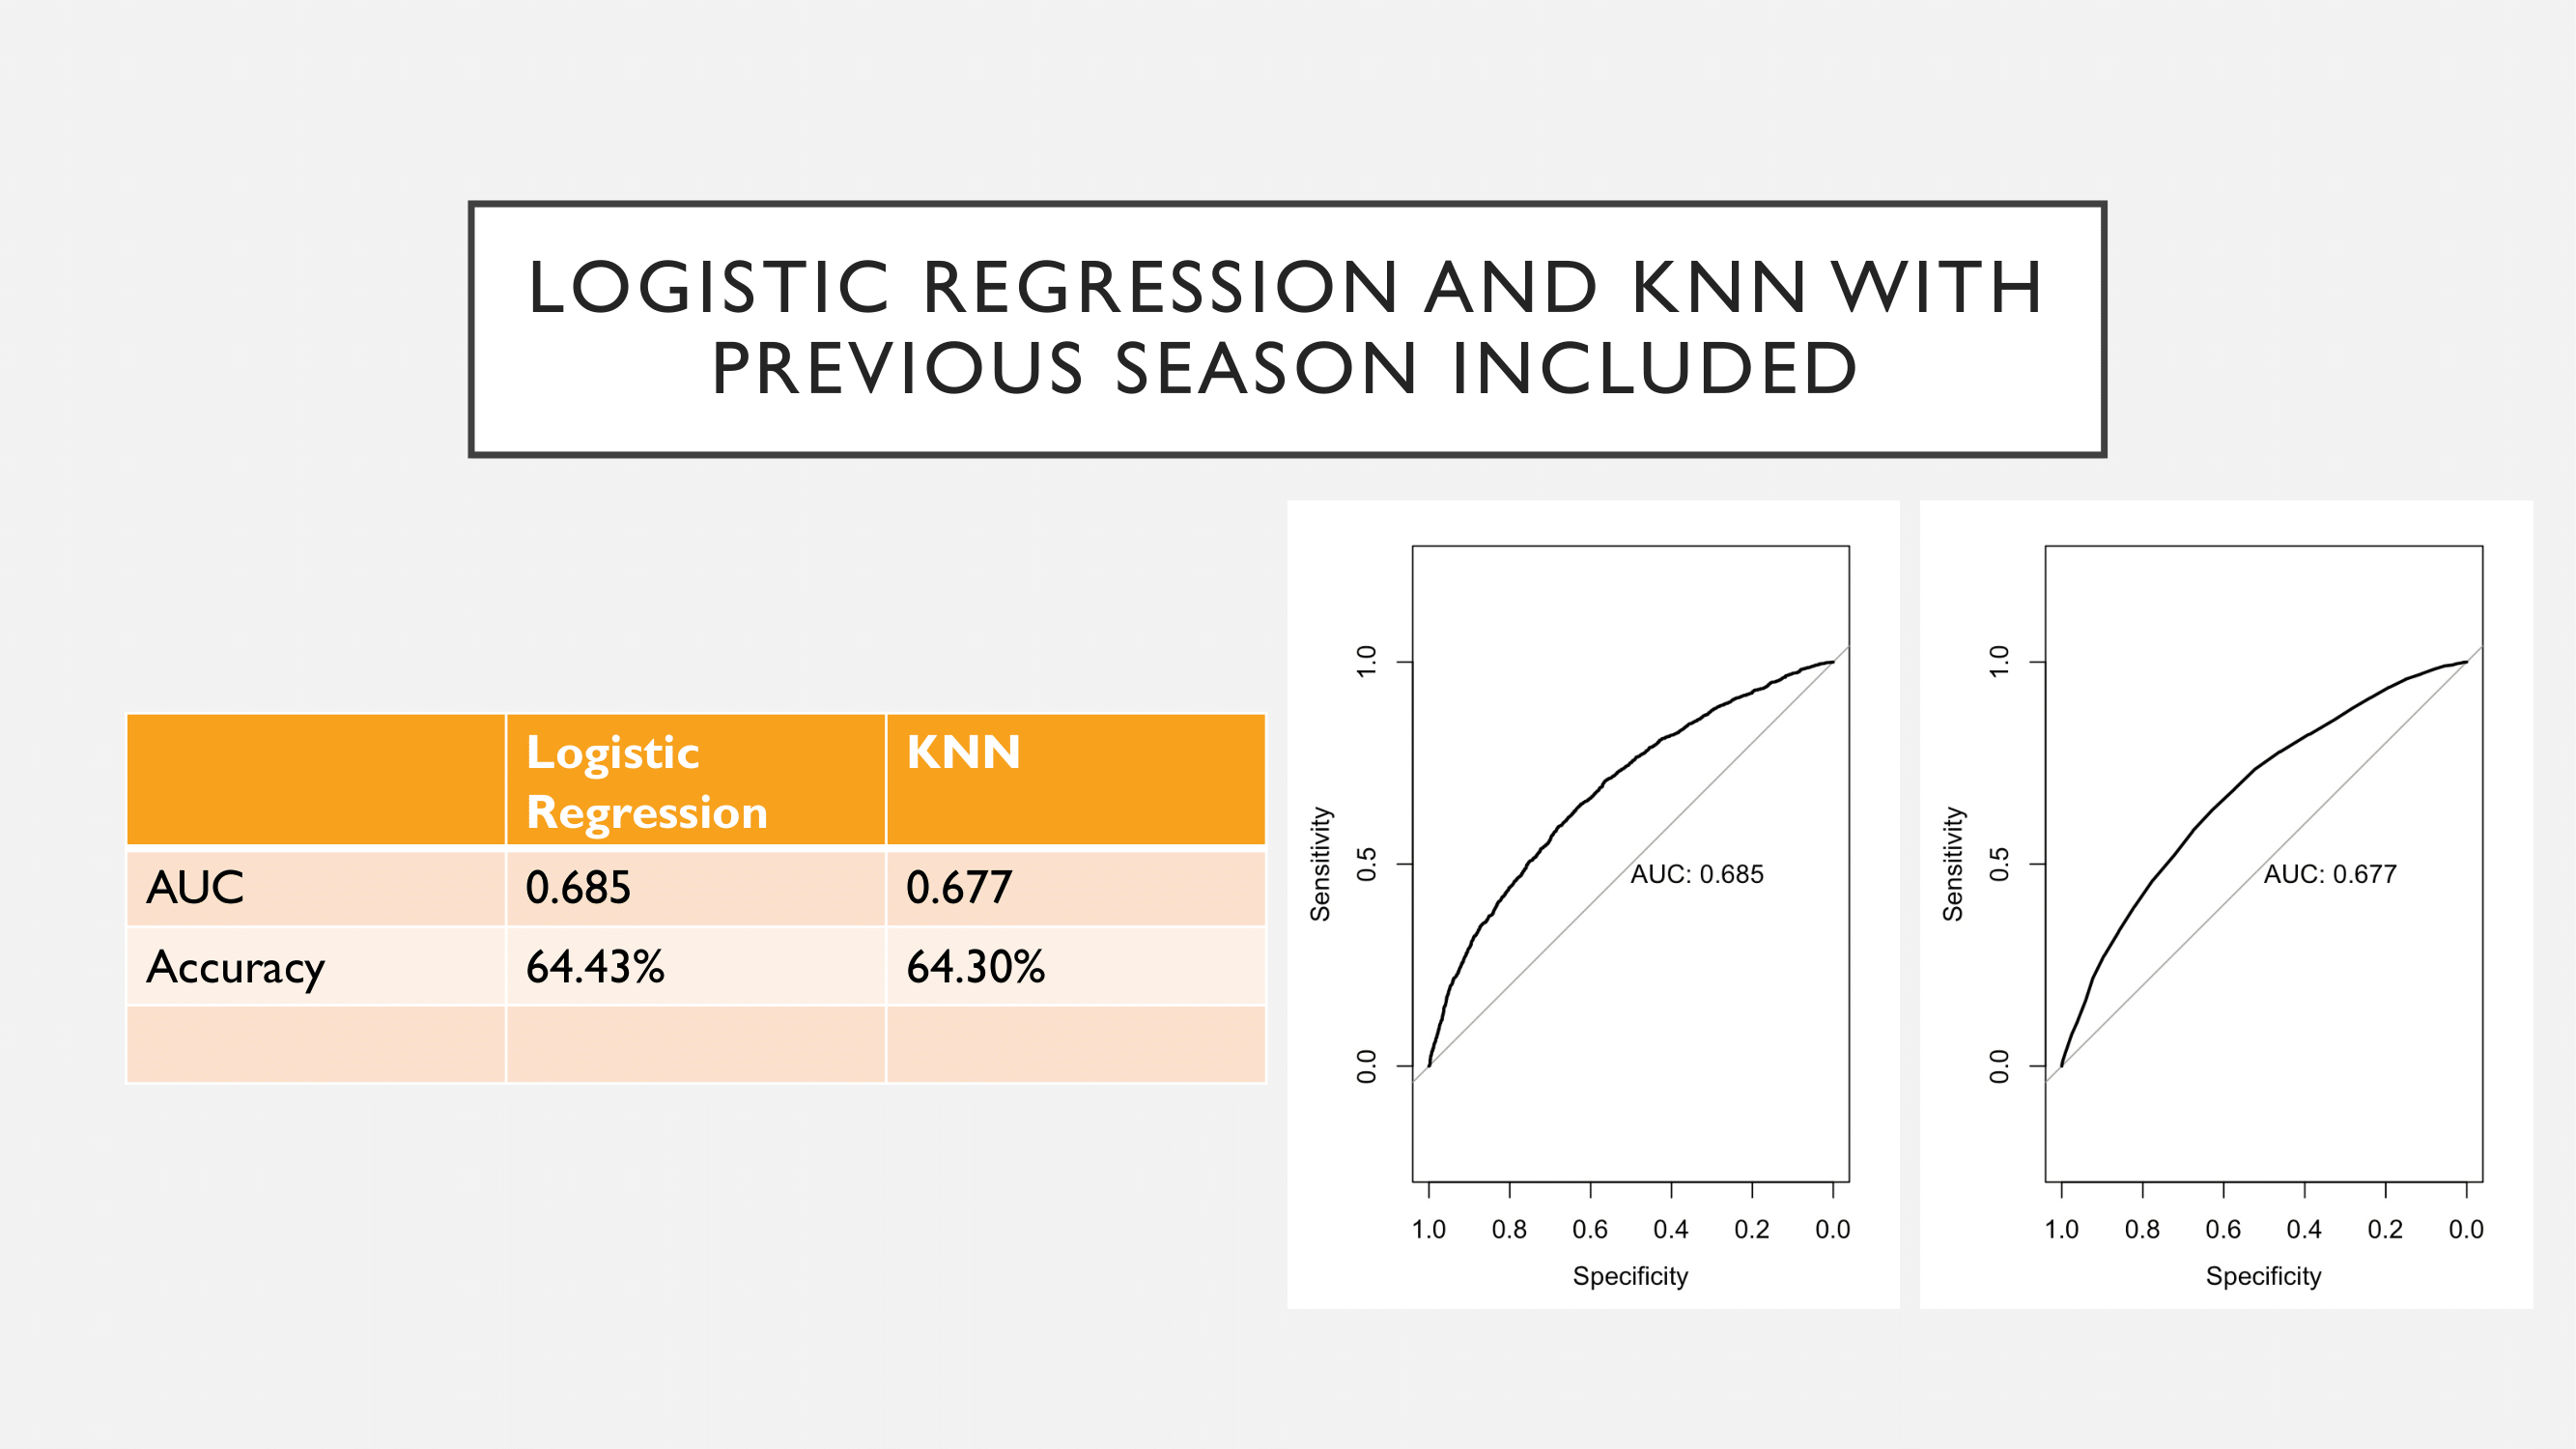 LOGISTIC REGRESSION AND KNN WITH
PREVIOUS SEASON INCLUDED
Logistic
Regression
KNN
AUC
0.685
0.677
Accuracy
64.43%
64.30%
Sensitivity
1.0
0.5
0.0
AUC: 0.685
1.0 0.8 0.6 0.4 0.2 0.0
Specificity
Sensitivity
1.0
0.5
0.0
AUC: 0.677
1.0 0.8 0.6 0.4 0.2 0.0
Specificity